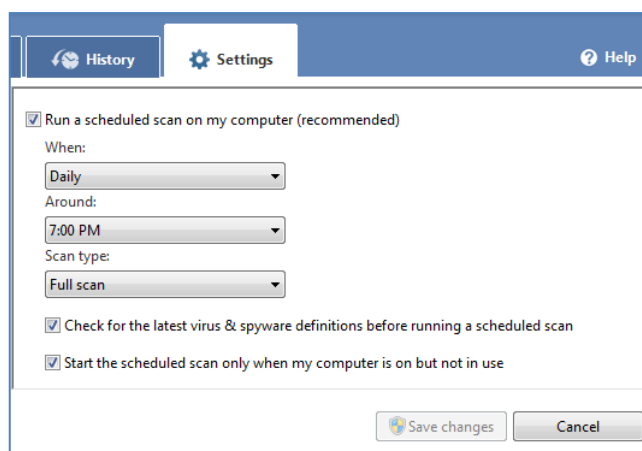 History
Settings
Help
Run a scheduled scan on my computer (recommended)
When:
Daily
Around:
7:00 PM
Scan type:
Full scan
Check for the latest virus & spyware definitions before running a scheduled scan
Start the scheduled scan only when my computer is on but not in use
Save changes
Cancel